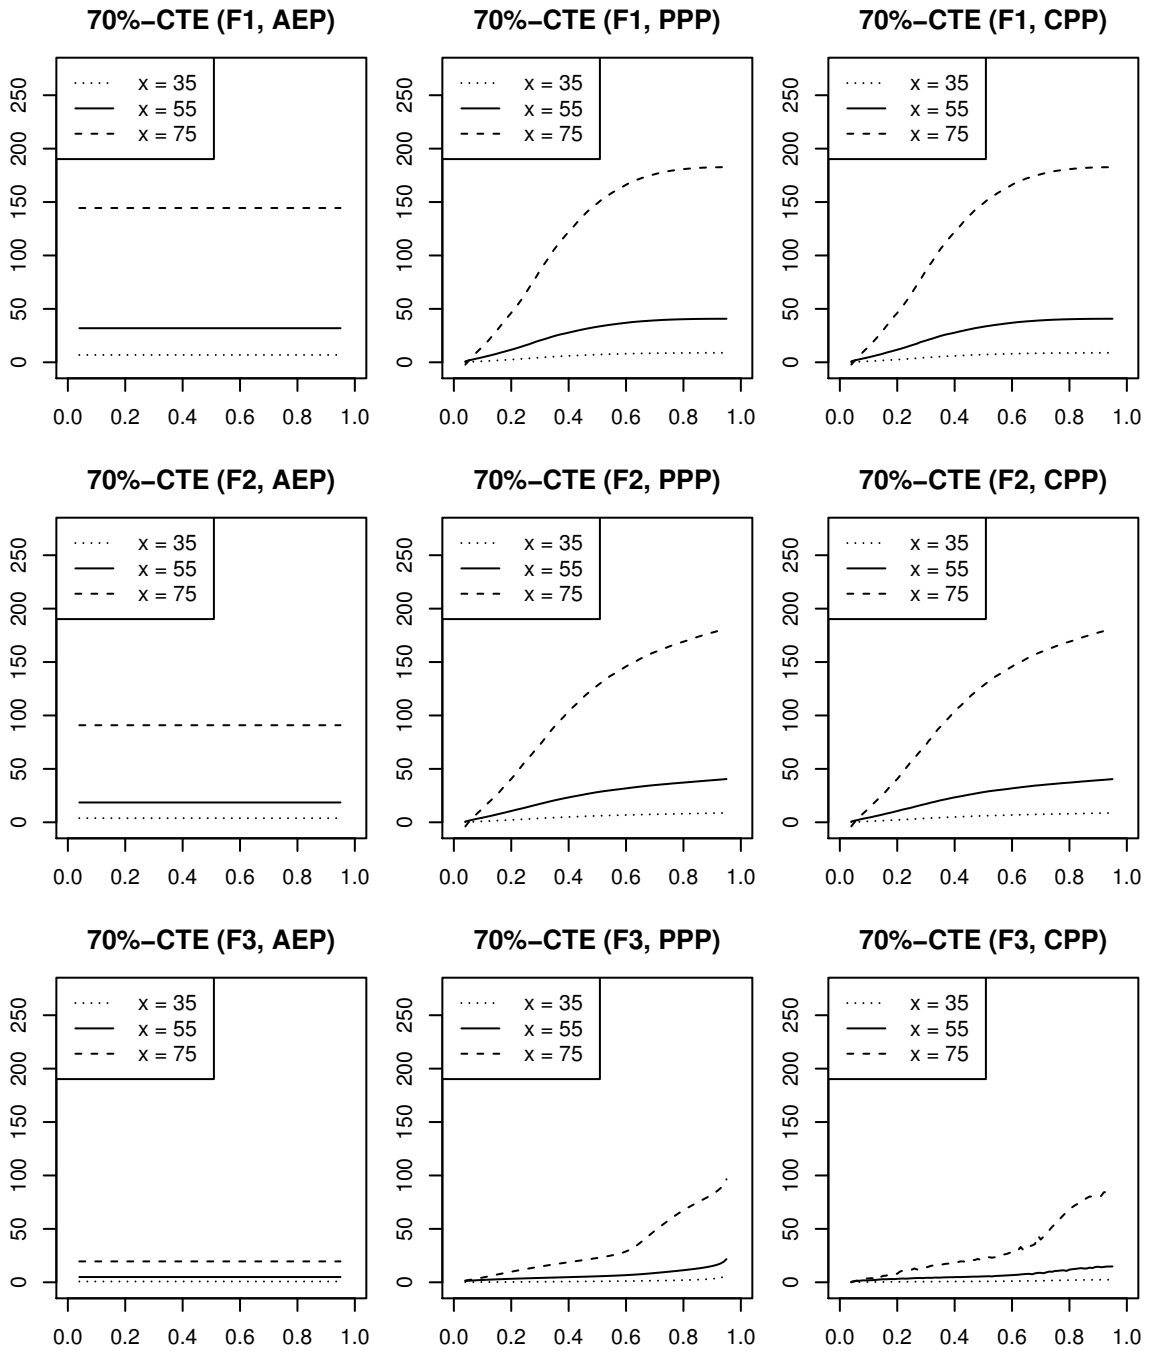 70%−CTE (F1, AEP)
x = 35
x = 55
x = 75
0 50 100 150 200 250
0.0 0.2 0.4 0.6 0.8 1.0
70%−CTE (F1, PPP)
x = 35
x = 55
x = 75
0 50 100 150 200 250
0.0 0.2 0.4 0.6 0.8 1.0
70%−CTE (F1, CPP)
x = 35
x = 55
x = 75
0 50 100 150 200 250
0.0 0.2 0.4 0.6 0.8 1.0
70%−CTE (F2, AEP)
x = 35
x = 55
x = 75
0 50 100 150 200 250
0.0 0.2 0.4 0.6 0.8 1.0
70%−CTE (F2, PPP)
x = 35
x = 55
x = 75
0 50 100 150 200 250
0.0 0.2 0.4 0.6 0.8 1.0
70%−CTE (F2, CPP)
x = 35
x = 55
x = 75
0 50 100 150 200 250
0.0 0.2 0.4 0.6 0.8 1.0
70%−CTE (F3, AEP)
x = 35
x = 55
x = 75
0 50 100 150 200 250
0.0 0.2 0.4 0.6 0.8 1.0
70%−CTE (F3, PPP)
x = 35
x = 55
x = 75
0 50 100 150 200 250
0.0 0.2 0.4 0.6 0.8 1.0
70%−CTE (F3, CPP)
x = 35
x = 55
x = 75
0 50 100 150 200 250
0.0 0.2 0.4 0.6 0.8 1.0